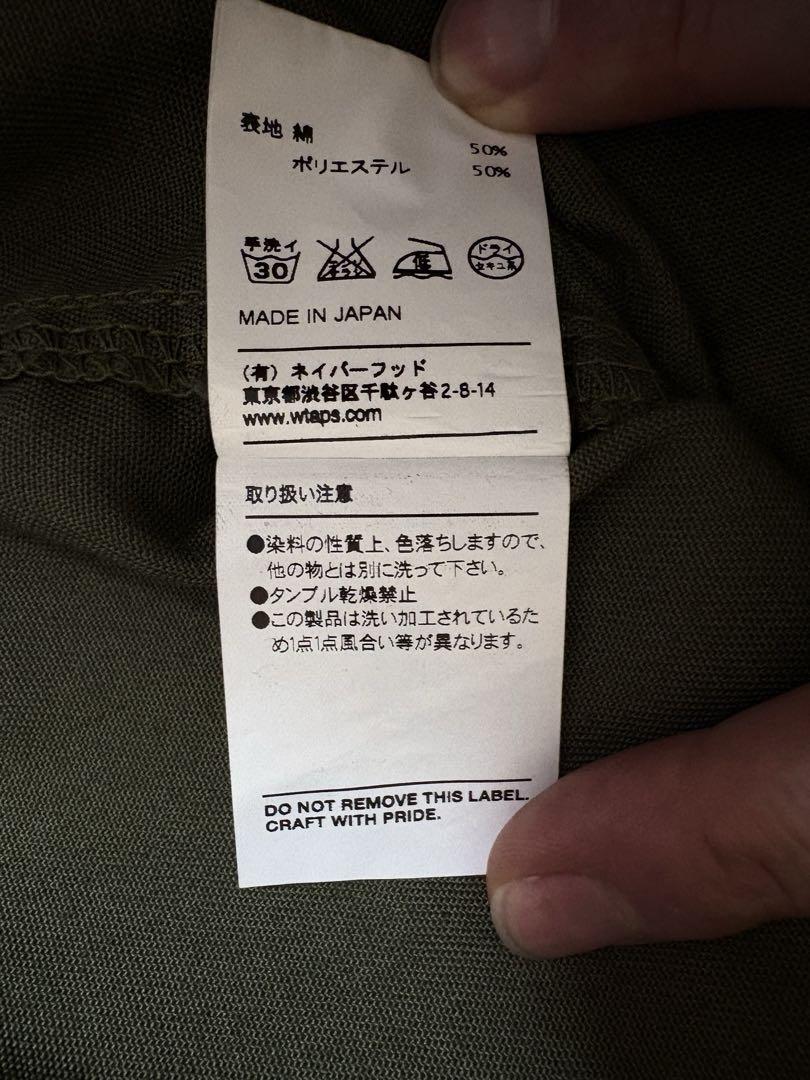 表地 綿 50%
ポリエステル 50%
手洗イ 30 エンソ 低 ドライ セキユ系
MADE IN JAPAN
(有) ネイバーフッド
東京都渋谷区千駄ヶ谷2-8-14
www.wtaps.com
取り扱い注意
●染料の性質上、色落ちしますので、
他の物とは別に洗って下さい。
●タンブル乾燥禁止
●この製品は洗い加工されているた
め1点1点風合い等が異なります。
DO NOT REMOVE THIS LABEL.
CRAFT WITH PRIDE.